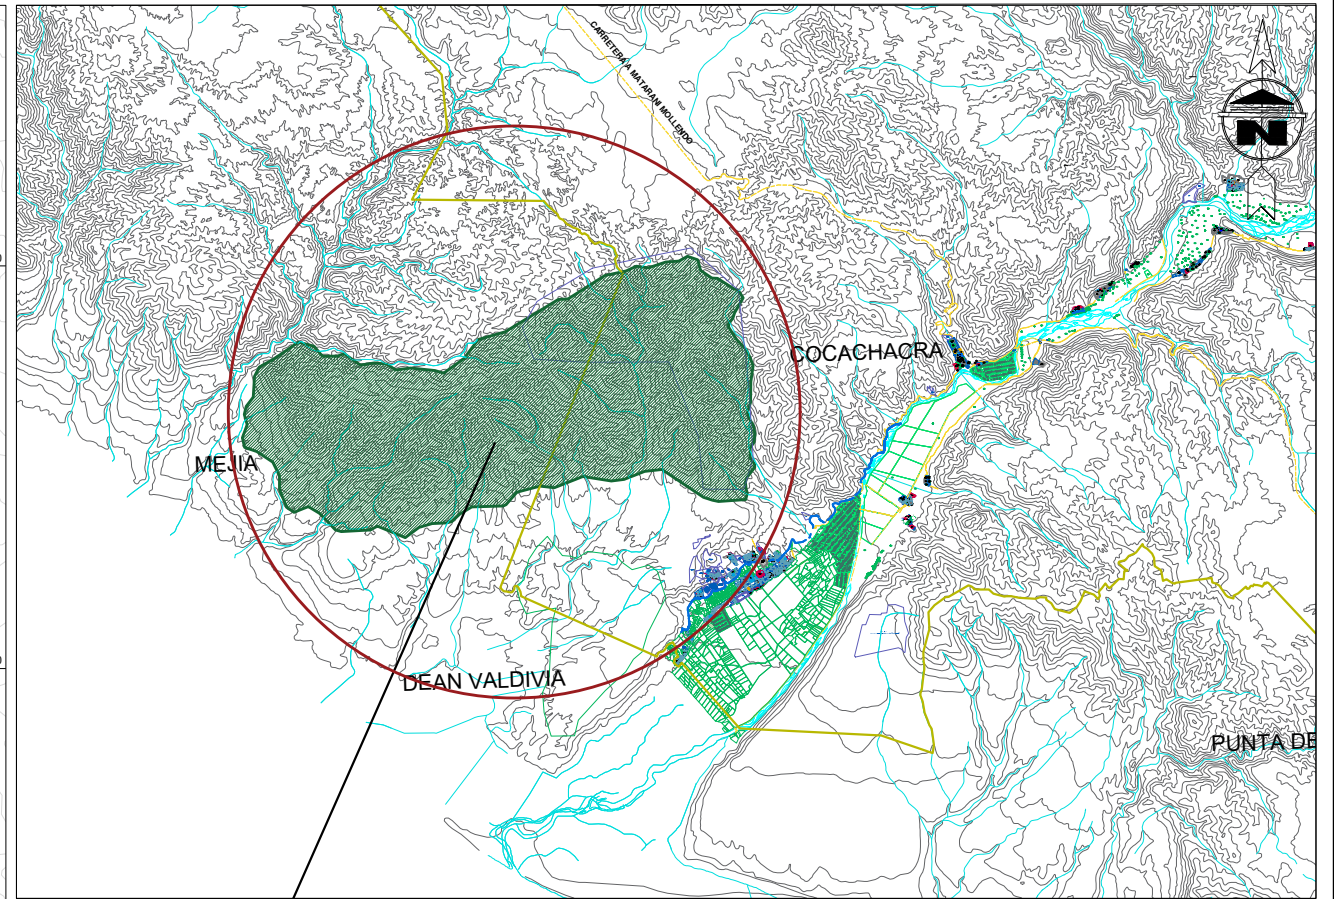 CARRETERA A MATARANI MOLLENDO
N
COCACHACRA
MEJIA
DEAN VALDIVIA
PUNTA DE